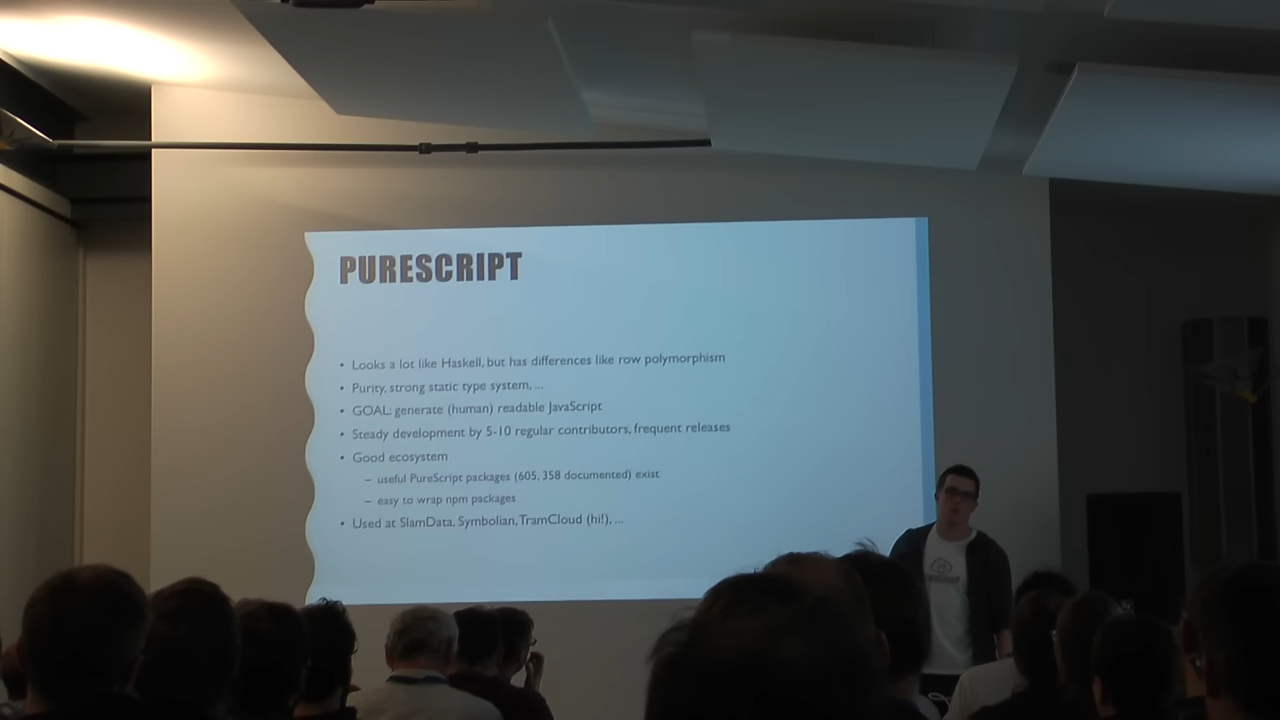 PURESCRIPT
• Looks a lot like Haskell, but has differences like row polymorphism
• Purity, strong static type system, ...
• GOAL: generate (human) readable JavaScript
• Steady development by 5-10 regular contributors, frequent releases
• Good ecosystem
– useful PureScript packages (605, 358 documented) exist
– easy to wrap npm packages
• Used at SlamData, Symbolian, TramCloud (hi!), ...